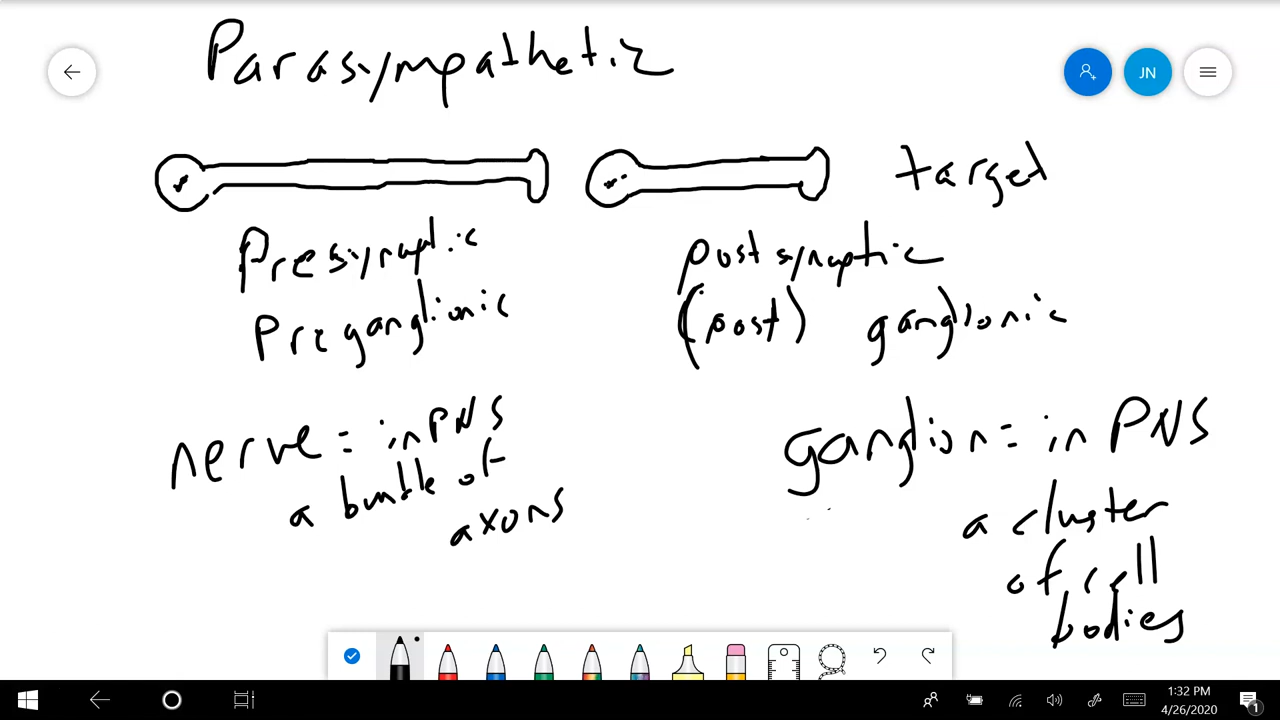 Parasympathetic
JN
target
Presynaptic
Preganglionic
postsynaptic
(post) ganglionic
nerve = in PNS
a bundle of
axons
ganglion = in PNS
a cluster
of cell
bodies
1:32 PM
4/26/2020
1